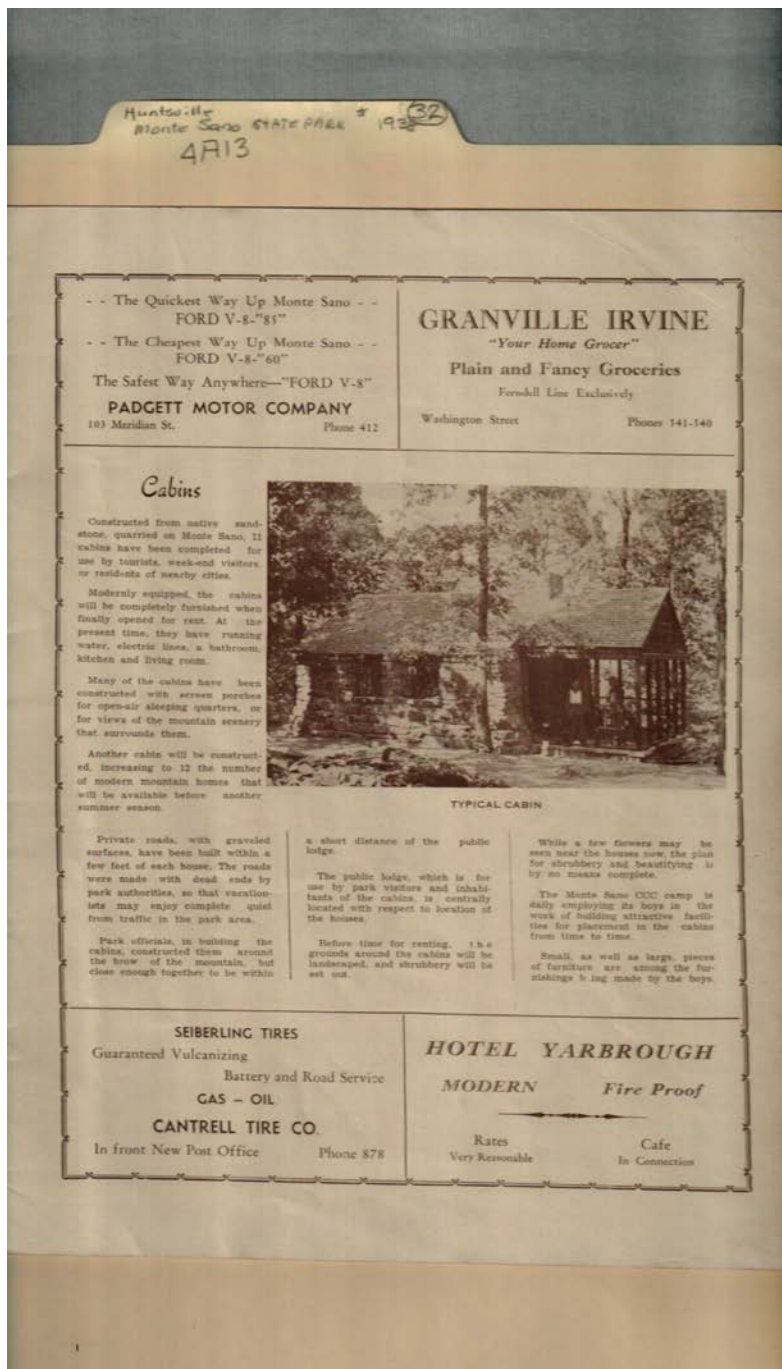 Huntsville
Monte Sano STATE PARK * 1938 32
4A13
- - The Quickest Way Up Monte Sano - -
FORD V-8-"85"
- - The Cheapest Way Up Monte Sano - -
FORD V-8-"60"
The Safest Way Anywhere—"FORD V-8"
PADGETT MOTOR COMPANY
103 Meridian St. Phone 412
GRANVILLE IRVINE
"Your Home Grocer"
Plain and Fancy Groceries
Ferndell Line Exclusively
Washington Street Phones 541-540
Cabins
Constructed from native sand-
stone, quarried on Monte Sano, 11
cabins have been completed for
use by tourists, week-end visitors,
or residents of nearby cities.
Modernly equipped, the cabins
will be completely furnished when
finally opened for rent. At the
present time, they have running
water, electric lines, a bathroom,
kitchen and living room.
Many of the cabins have been
constructed with screen porches
for open-air sleeping quarters, or
for views of the mountain scenery
that surrounds them.
Another cabin will be construct-
ed, increasing to 12 the number
of modern mountain homes that
will be available before another
summer season.
TYPICAL CABIN
Private roads, with graveled
surfaces, have been built within a
few feet of each house. The roads
were made with dead ends by
park authorities, so that vacation-
ists may enjoy complete quiet
from traffic in the park area.
Park officials, in building the
cabins, constructed them around
the brow of the mountain, but
close enough together to be within
a short distance of the public
lodge.
The public lodge, which is for
use by park visitors and inhabi-
tants of the cabins, is centrally
located with respect to location of
the houses.
Before time for renting, the
grounds around the cabins will be
landscaped, and shrubbery will be
set out.
While a few flowers may be
seen near the houses now, the plan
for shrubbery and beautifying is
by no means complete.
The Monte Sano CCC camp is
daily employing its boys in the
work of building attractive facili-
ties for placement in the cabins
from time to time.
Small, as well as large, pieces
of furniture are among the fur-
nishings b ing made by the boys.
SEIBERLING TIRES
Guaranteed Vulcanizing
Battery and Road Service
GAS – OIL
CANTRELL TIRE CO.
In front New Post Office Phone 878
HOTEL YARBROUGH
MODERN Fire Proof
Rates Cafe
Very Reasonable In Connection